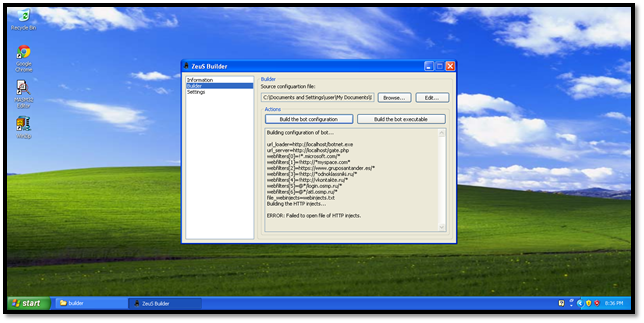 Recycle Bin
Google
Chrome
Editor
WinZip
ZeuS Builder
Information
Builder
Settings
Builder
Source configuartion file:
C:\Documents and Settings\user\My Documents\
Browse...
Edit...
Actions
Build the bot configuration
Build the bot executable
Building configuration of bot...
url_loader=http://localhost/botnet.exe
url_server=http://localhost/gate.php
webfilters[0]=!*.microsoft.com/*
webfilters[1]=!http://*myspace.com*
webfilters[2]=https://www.gruposantander.es/*
webfilters[3]=!http://*odnoklassniki.ru/*
webfilters[4]=!http://vkontakte.ru/*
webfilters[5]=@*/login.osmp.ru/*
webfilters[6]=@*/atl.osmp.ru/*
file_webinjects=webinjects.txt
Building the HTTP injects...
ERROR: Failed to open file of HTTP injects.
start
builder
ZeuS Builder
8:36 PM